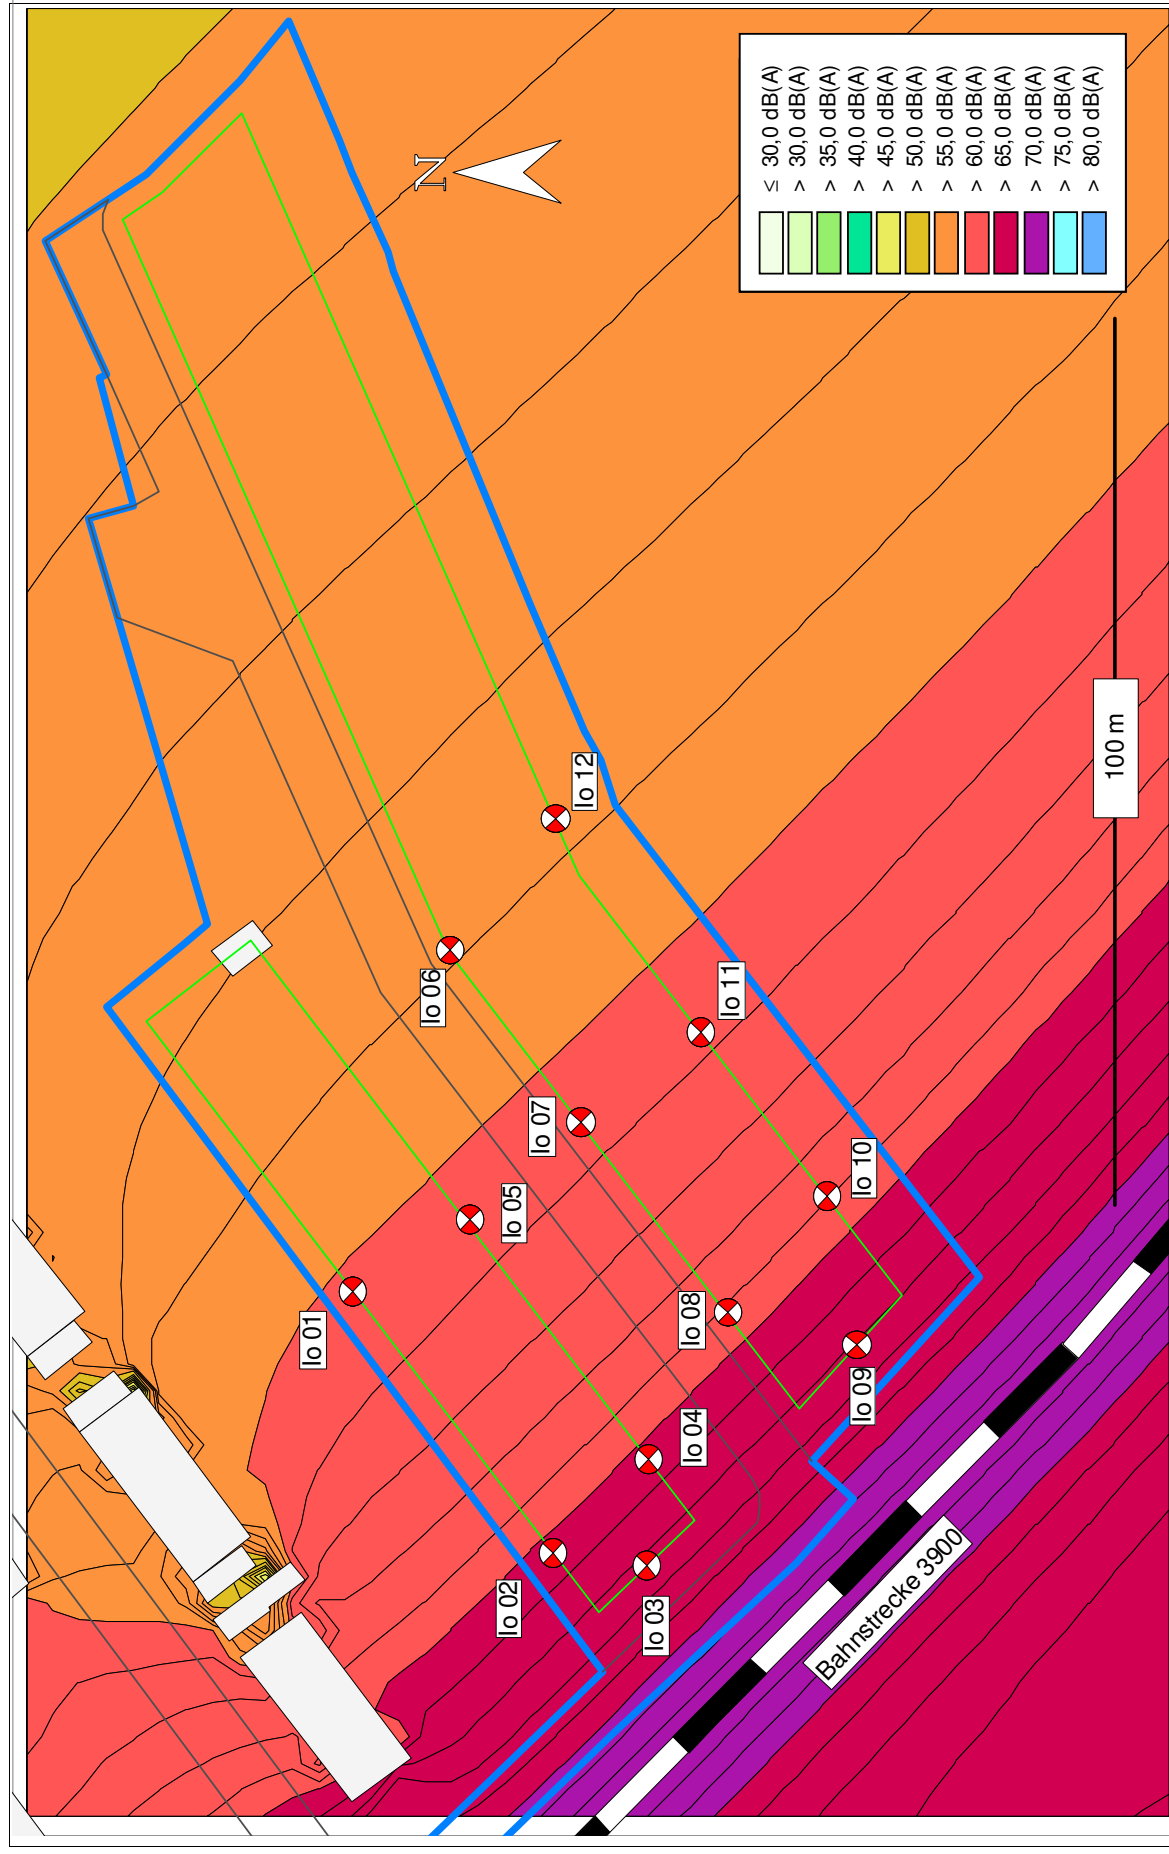 N
≤ 30,0 dB(A)
> 30,0 dB(A)
> 35,0 dB(A)
> 40,0 dB(A)
> 45,0 dB(A)
> 50,0 dB(A)
> 55,0 dB(A)
> 60,0 dB(A)
> 65,0 dB(A)
> 70,0 dB(A)
> 75,0 dB(A)
> 80,0 dB(A)
Io 01
Io 02
Io 03
Io 04
Io 05
Io 06
Io 07
Io 08
Io 09
Io 10
Io 11
Io 12
100 m
Bahnstrecke 3900